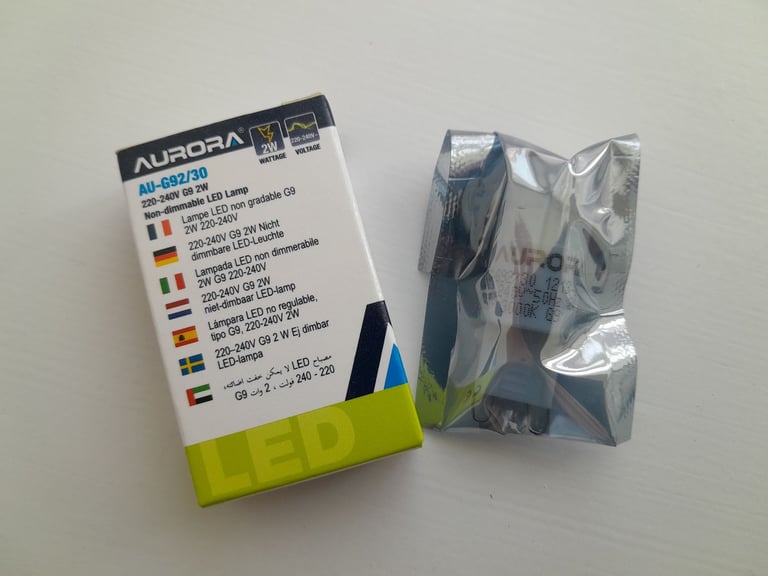 AURORA®
2W
WATTAGE
220-240V~
VOLTAGE
AU-G92/30
220-240V G9 2W
Non-dimmable LED Lamp
Lampe LED non gradable G9
2W 220-240V
220-240V G9 2W Nicht
dimmbare LED-Leuchte
Lampada LED non dimmerabile
2W G9 220-240V
220-240V G9 2W
niet-dimbaar LED-lamp
Lámpara LED no regulable,
tipo G9, 220-240V 2W
220–240V G9 2 W Ej dimbar
LED-lampa
مصباح LED لا يمكن خفت اضائته،
220 - 240 فولت ، 2 وات G9
LED
AURORA